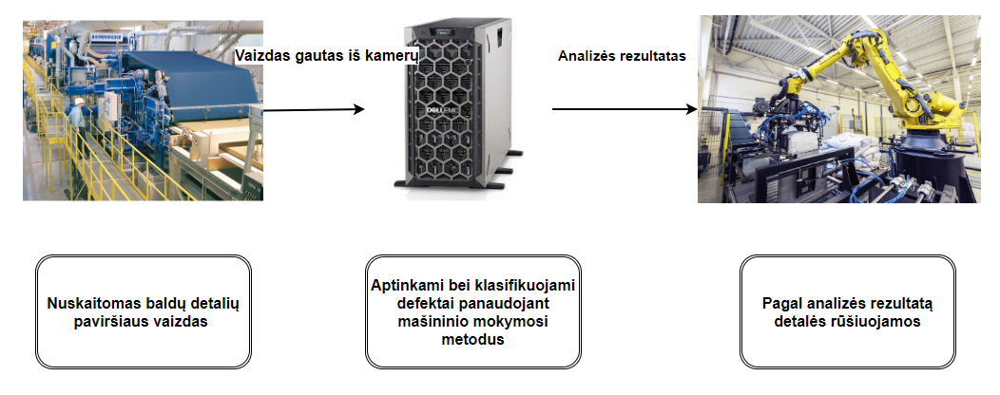 Vaizdas gautas iš kamerų
DELLEMC
Analizės rezultatas
Nuskaitomas baldų detalių
paviršiaus vaizdas
Aptinkami bei klasifikuojami
defektai panaudojant
mašininio mokymosi
metodus
Pagal analizės rezultatą
detalės rūšiuojamos